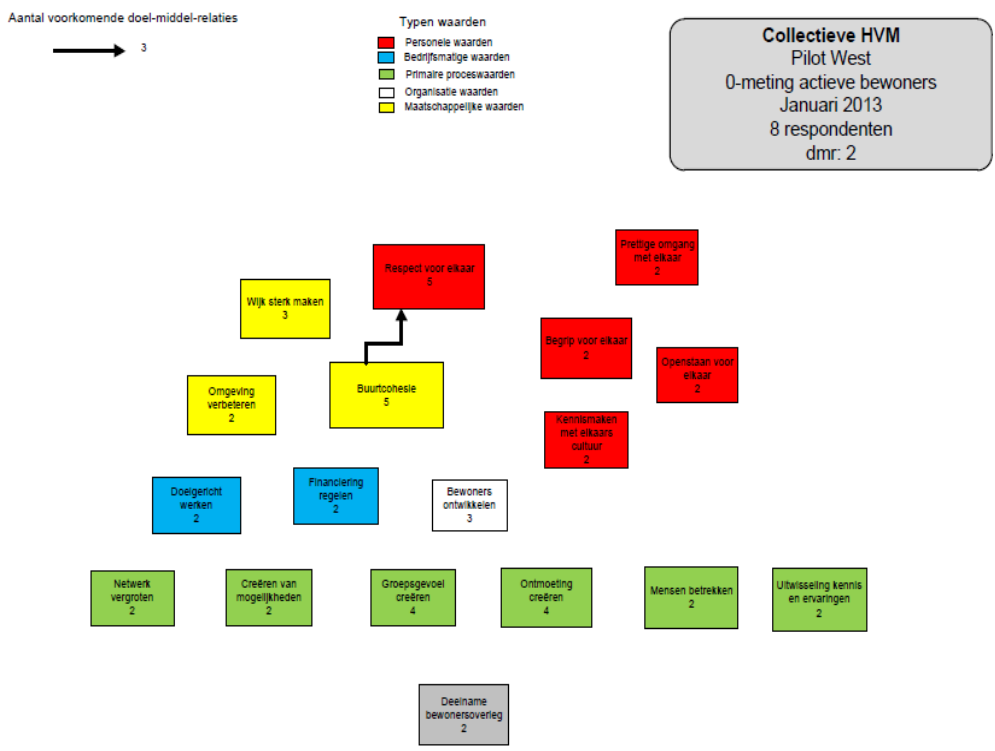 Aantal voorkomende doel-middel-relaties
3
Typen waarden
Personele waarden
Bedrijfsmatige waarden
Primaire proceswaarden
Organisatie waarden
Maatschappelijke waarden
Collectieve HVM
Pilot West
0-meting actieve bewoners
Januari 2013
8 respondenten
dmr: 2
Respect voor elkaar
5
Prettige omgang
met elkaar
2
Wijk sterk maken
3
Begrip voor elkaar
2
Openstaan voor
elkaar
2
Omgeving
verbeteren
2
Buurtcohesie
5
Kennismaken
met elkaars
cultuur
2
Doelgericht
werken
2
Financiering
regelen
2
Bewoners
ontwikkelen
3
Netwerk
vergroten
2
Creëren van
mogelijkheden
2
Groepsgevoel
creëren
4
Ontmoeting
creëren
4
Mensen betrekken
2
Uitwisseling kennis
en ervaringen
2
Deelname
bewonersoverleg
2